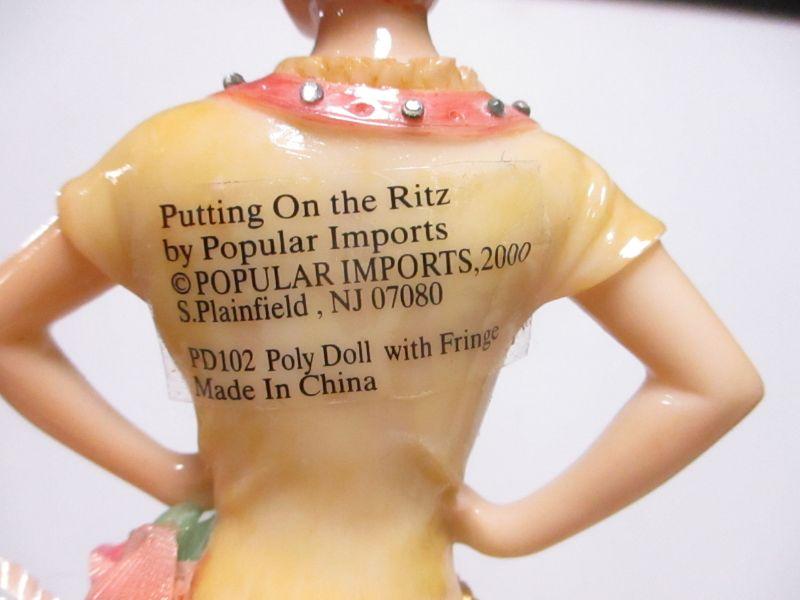 Putting On the Ritz
by Popular Imports
©POPULAR IMPORTS,2000
S.Plainfield , NJ 07080
PD102 Poly Doll with Fringe
Made In China